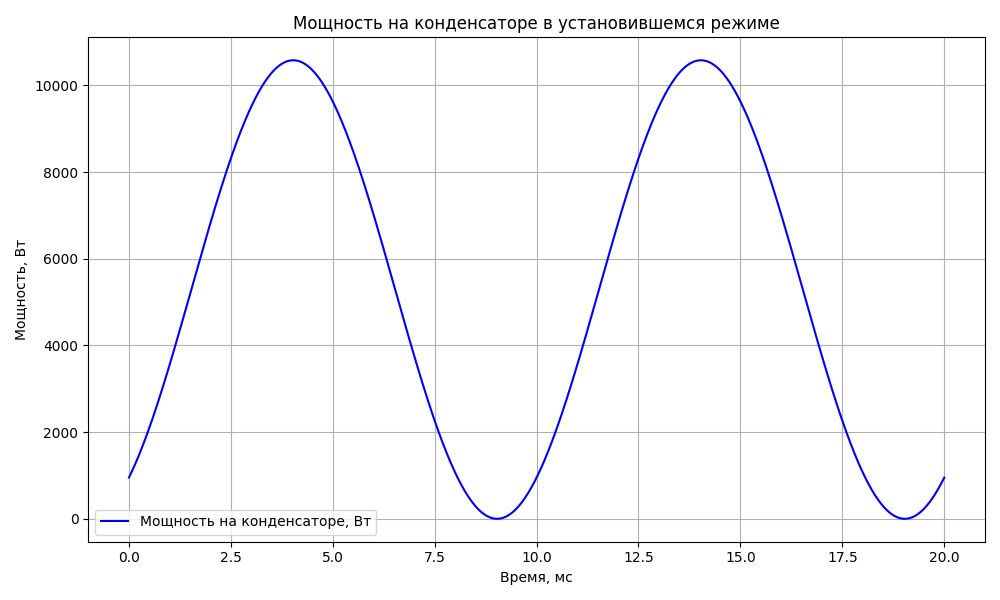 Мощность на конденсаторе в установившемся режиме
Мощность, Вт
10000
8000
6000
4000
2000
0
Мощность на конденсаторе, Вт
0.0 2.5 5.0 7.5 10.0 12.5 15.0 17.5 20.0
Время, мс